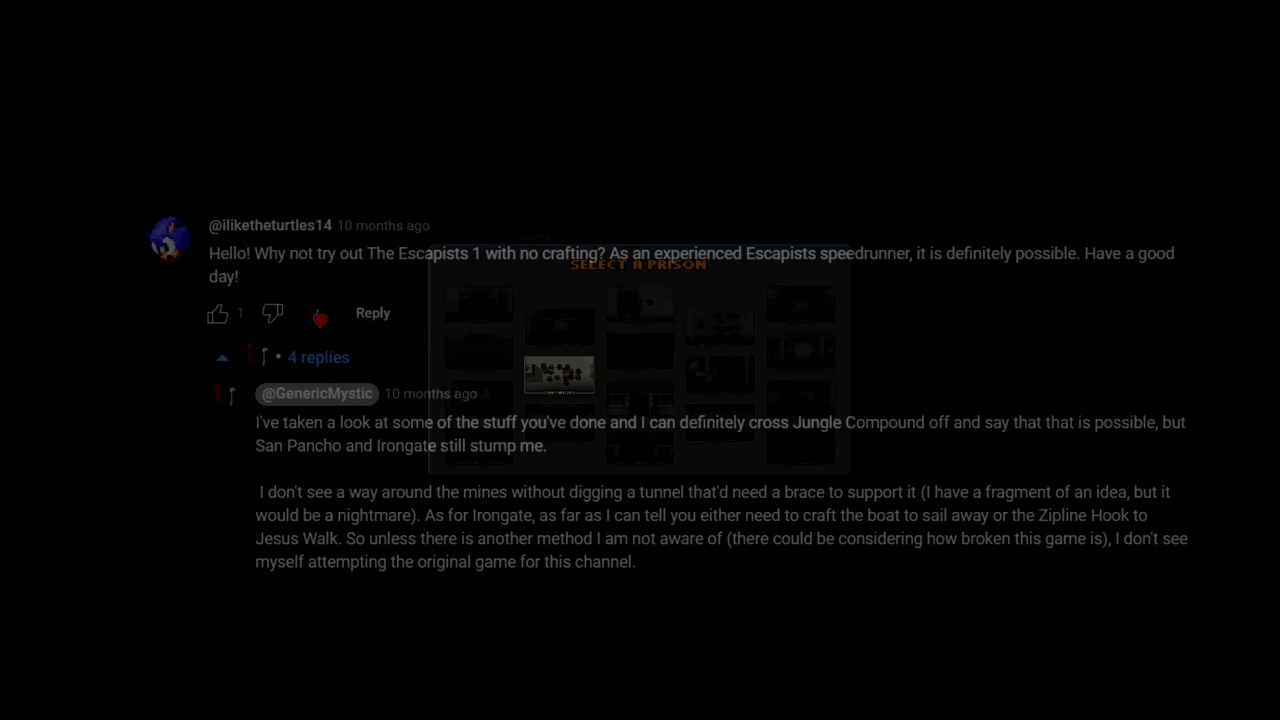 @iliketheturtles14 10 months ago
Hello! Why not try out The Escapists 1 with no crafting? As an experienced Escapists speedrunner, it is definitely possible. Have a good
day!
SELECT A PRISON
1 Reply
• 4 replies
@GenericMystic 10 months ago
I've taken a look at some of the stuff you've done and I can definitely cross Jungle Compound off and say that that is possible, but
San Pancho and Irongate still stump me.
I don't see a way around the mines without digging a tunnel that'd need a brace to support it (I have a fragment of an idea, but it
would be a nightmare). As for Irongate, as far as I can tell you either need to craft the boat to sail away or the Zipline Hook to
Jesus Walk. So unless there is another method I am not aware of (there could be considering how broken this game is), I don't see
myself attempting the original game for this channel.